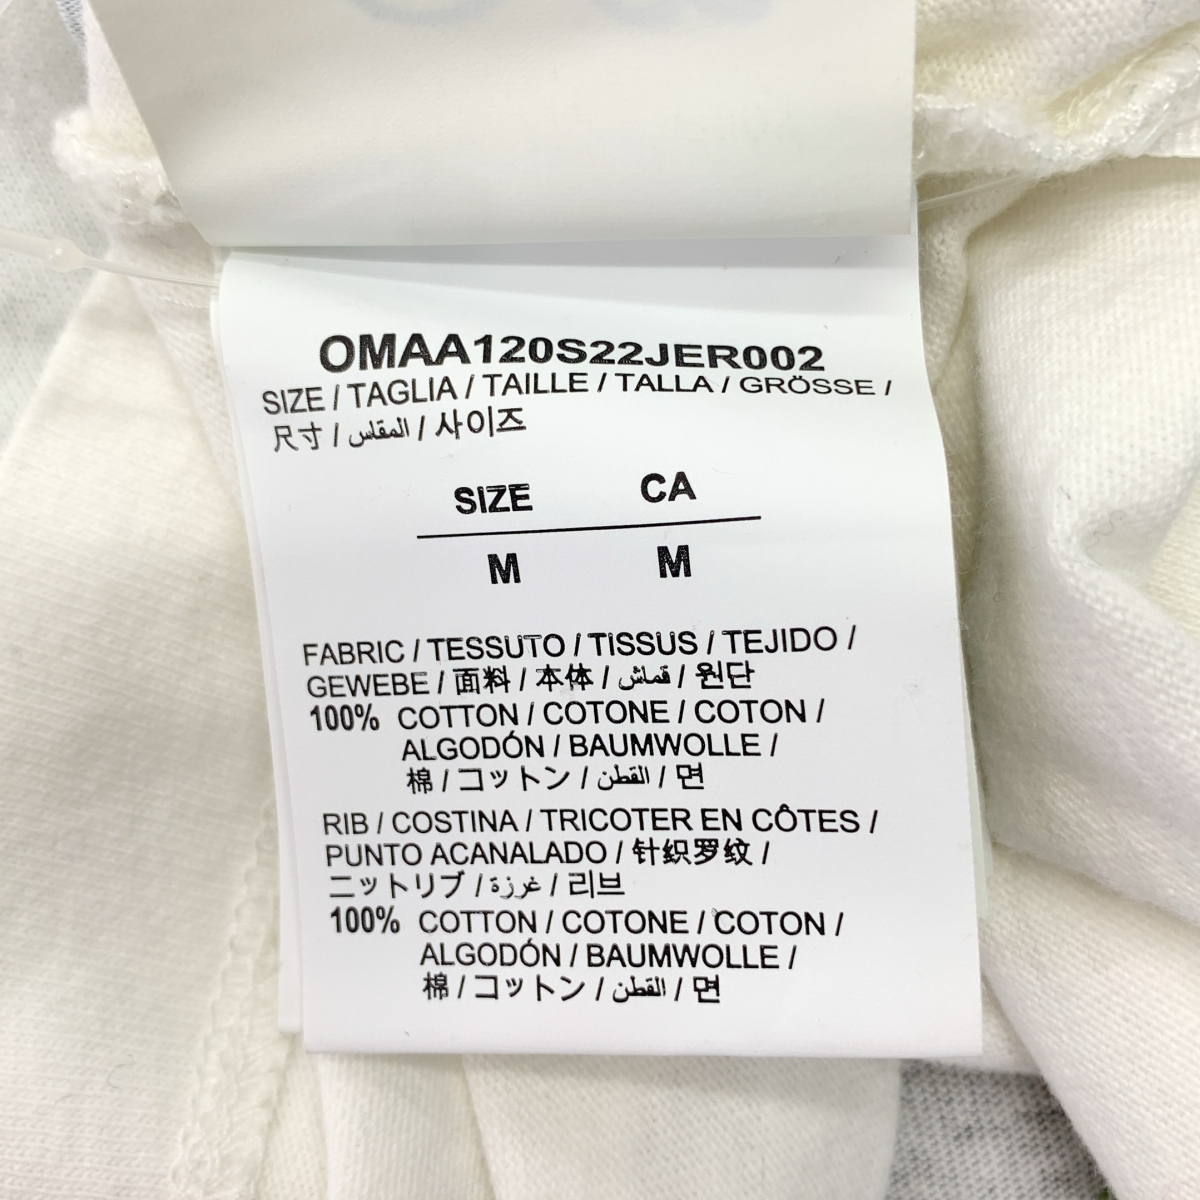 OMAA120S22JER002
SIZE / TAGLIA / TAILLE / TALLA / GRÖSSE /
尺寸 / المقاس / 사이즈
SIZE CA
M M
FABRIC / TESSUTO / TISSUS / TEJIDO /
GEWEBE / 面料 / 本体 / قماش / 원단
100% COTTON / COTONE / COTON /
ALGODÓN / BAUMWOLLE /
棉 / コットン / القطن / 면
RIB / COSTINA / TRICOTER EN CÔTES /
PUNTO ACANALADO / 针织罗纹 /
ニットリブ / غرزة / 리브
100% COTTON / COTONE / COTON /
ALGODÓN / BAUMWOLLE /
棉 / コットン / القطن / 면